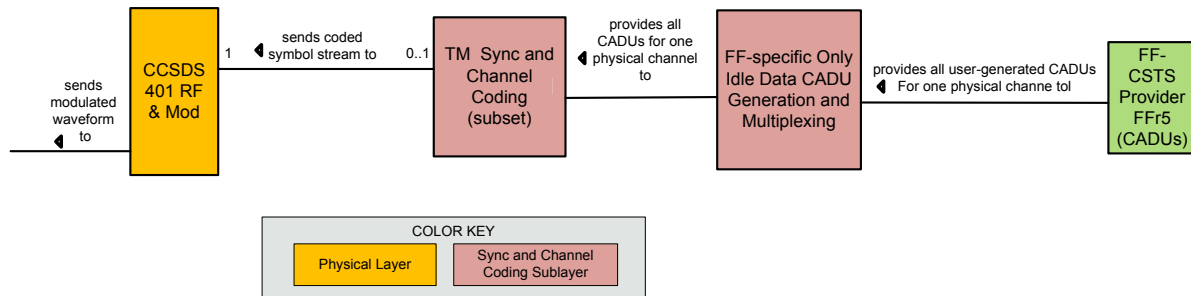 sends
modulated
waveform
to
CCSDS
401 RF
& Mod
1
sends coded
symbol stream to
0..1
TM Sync and
Channel
Coding
(subset)
provides all
CADUs for one
physical channel
to
FF-specific Only
Idle Data CADU
Generation and
Multiplexing
provides all user-generated CADUs
For one physical channe tol
FF-
CSTS
Provider
FFr5
(CADUs)
COLOR KEY
Physical Layer
Sync and Channel
Coding Sublayer